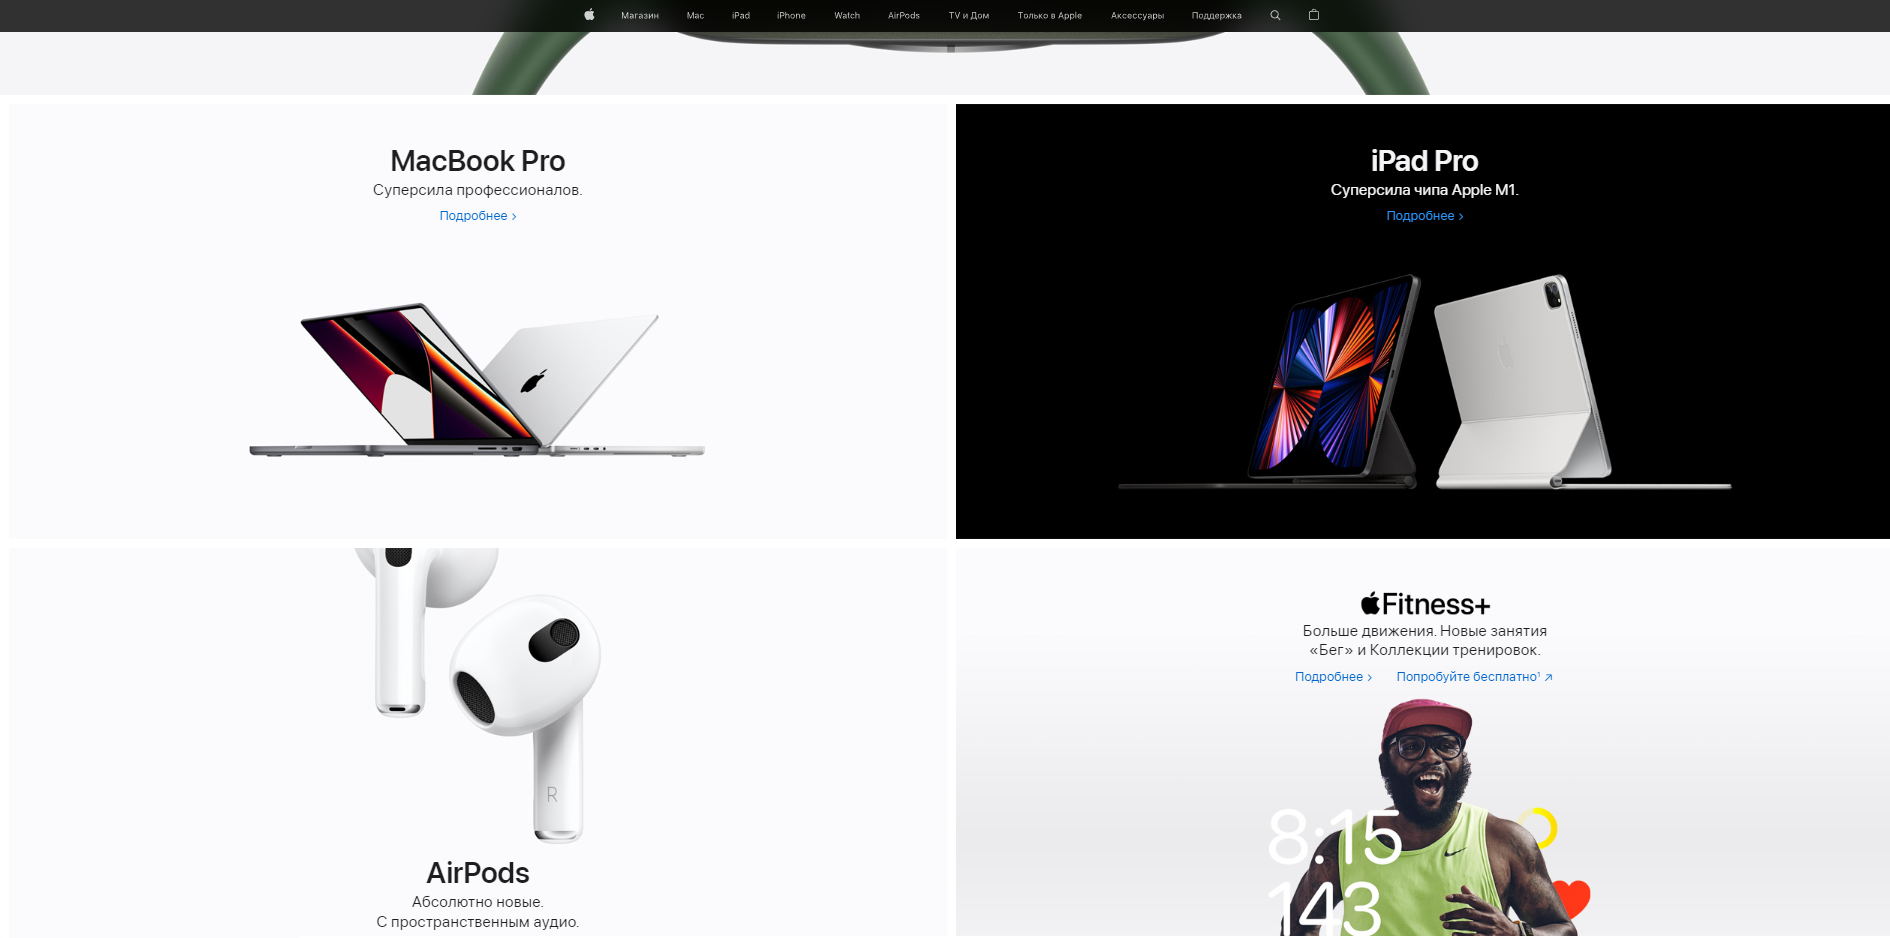 Магазин Mac iPad iPhone Watch AirPods TV и Дом Только в Apple Аксессуары Поддержка
MacBook Pro
Суперсила профессионалов.
Подробнее >
iPad Pro
Суперсила чипа Apple M1.
Подробнее >
R
AirPods
Абсолютно новые.
С пространственным аудио.
Fitness+
Больше движения. Новые занятия
«Бег» и Коллекции тренировок.
Подробнее > Попробуйте бесплатно¹ ↗
8:15
143